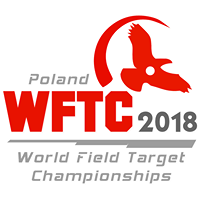 Poland
WFTC 2018
World Field Target
Championships